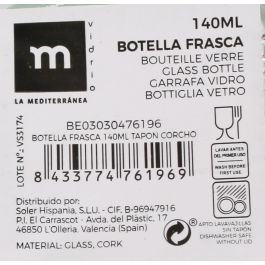 140ML
m
vidrio
LA MEDITERRÁNEA
BOTELLA FRASCA
BOUTEILLE VERRE
GLASS BOTTLE
GARRAFA VIDRO
BOTTIGLIA VETRO
LOTE Nº: VS3174
BE03030476196
BOTELLA FRASCA 140ML TAPON CORCHO
8 433774 761969
LAVAR ANTES
DEL PRIMER USO
WASH BEFORE
FIRST USE
Distribuido por:
Soler Hispania, S.L.U. - CIF. B-96947916
P.I. El Carrascot - Avda. del Plàstic, 17
46850 L'Olleria. Valencia (Spain)
MATERIAL: GLASS, CORK
APTO LAVAVAJILLAS
SIN TAPÓN
DISHWASHER SAFE
WITHOUT CORK